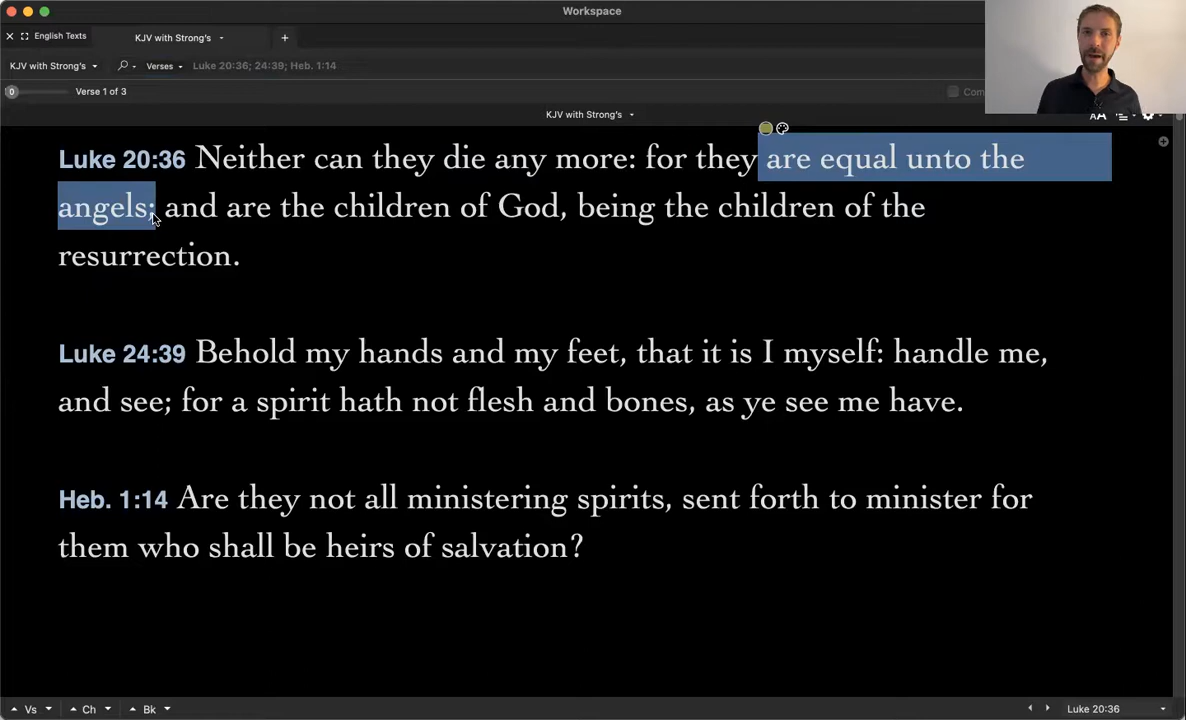 Workspace
English Texts
KJV with Strong's
+
KJV with Strong's
Verses
Luke 20:36; 24:39; Heb. 1:14
0
Verse 1 of 3
Com
KJV with Strong's
AA
Luke 20:36 Neither can they die any more: for they are equal unto the
angels; and are the children of God, being the children of the
resurrection.
Luke 24:39 Behold my hands and my feet, that it is I myself: handle me,
and see; for a spirit hath not flesh and bones, as ye see me have.
Heb. 1:14 Are they not all ministering spirits, sent forth to minister for
them who shall be heirs of salvation?
Vs Ch Bk
Luke 20:36